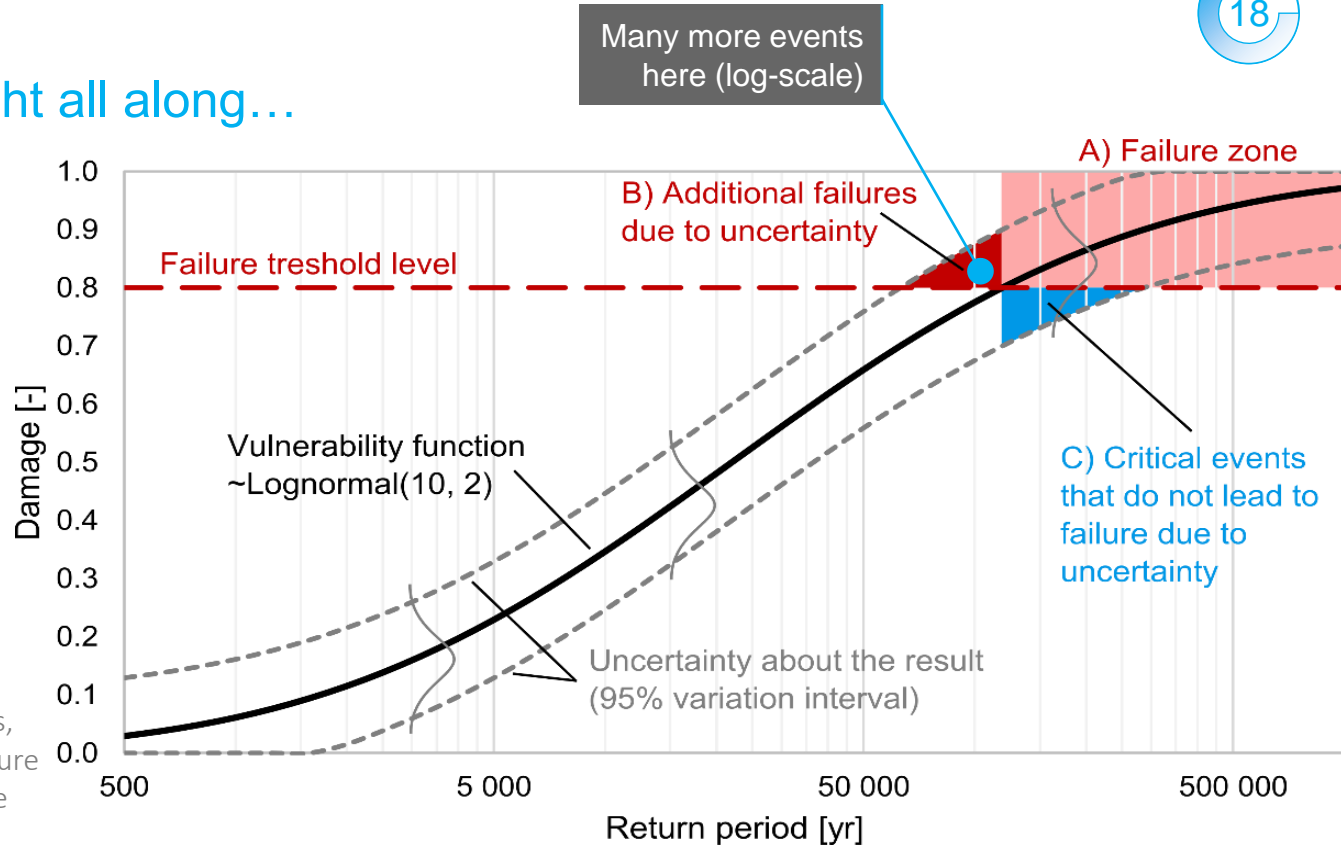 18
ht all along…
Many more events
here (log-scale)
A) Failure zone
B) Additional failures
due to uncertainty
Failure treshold level
Vulnerability function
~Lognormal(10, 2)
C) Critical events
that do not lead to
failure due to
uncertainty
Uncertainty about the result
(95% variation interval)
Damage [-]
1.0
0.9
0.8
0.7
0.6
0.5
0.4
0.3
0.2
0.1
0.0
s,
ure
e
500
5 000
50 000
500 000
Return period [yr]